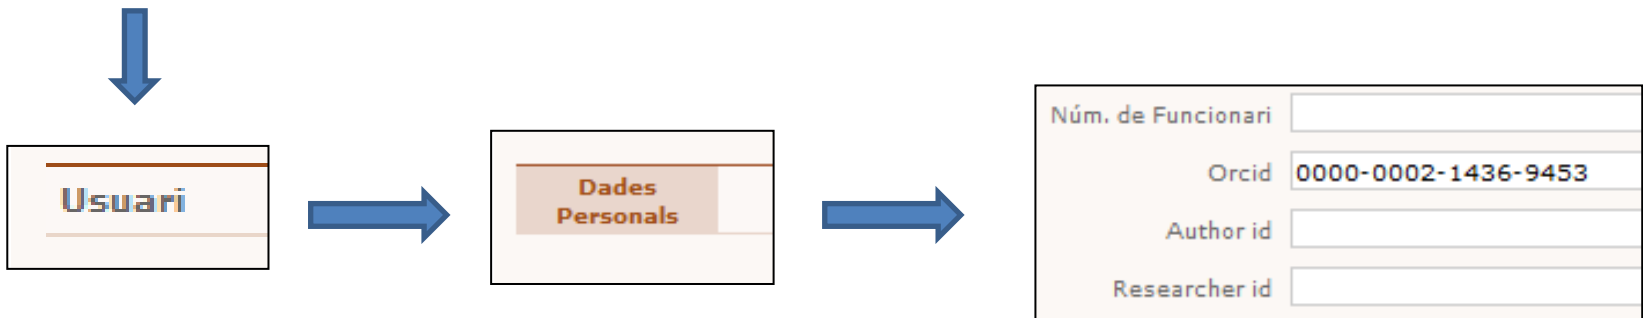 Usuari
Dades
Personals
Núm. de Funcionari
Orcid 0000-0002-1436-9453
Author id
Researcher id